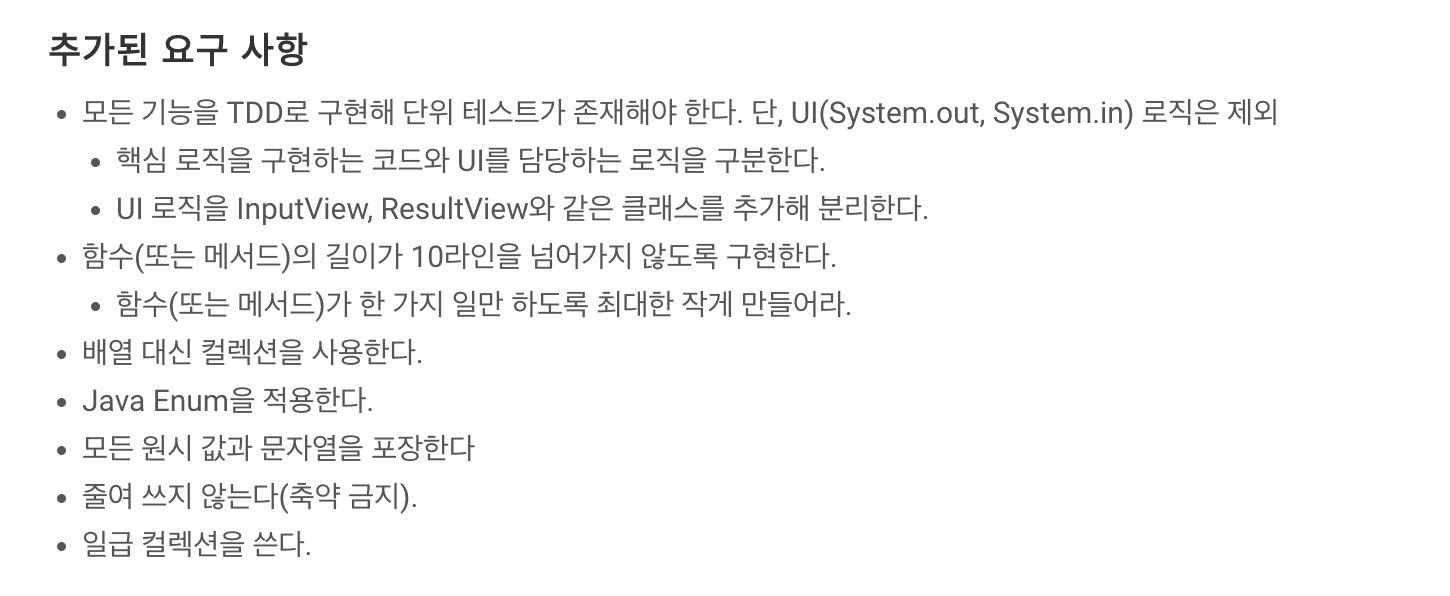 추가된 요구 사항
• 모든 기능을 TDD로 구현해 단위 테스트가 존재해야 한다. 단, UI(System.out, System.in) 로직은 제외
• 핵심 로직을 구현하는 코드와 UI를 담당하는 로직을 구분한다.
• UI 로직을 InputView, ResultView와 같은 클래스를 추가해 분리한다.
• 함수(또는 메서드)의 길이가 10라인을 넘어가지 않도록 구현한다.
• 함수(또는 메서드)가 한 가지 일만 하도록 최대한 작게 만들어라.
• 배열 대신 컬렉션을 사용한다.
• Java Enum을 적용한다.
• 모든 원시 값과 문자열을 포장한다
• 줄여 쓰지 않는다(축약 금지).
• 일급 컬렉션을 쓴다.